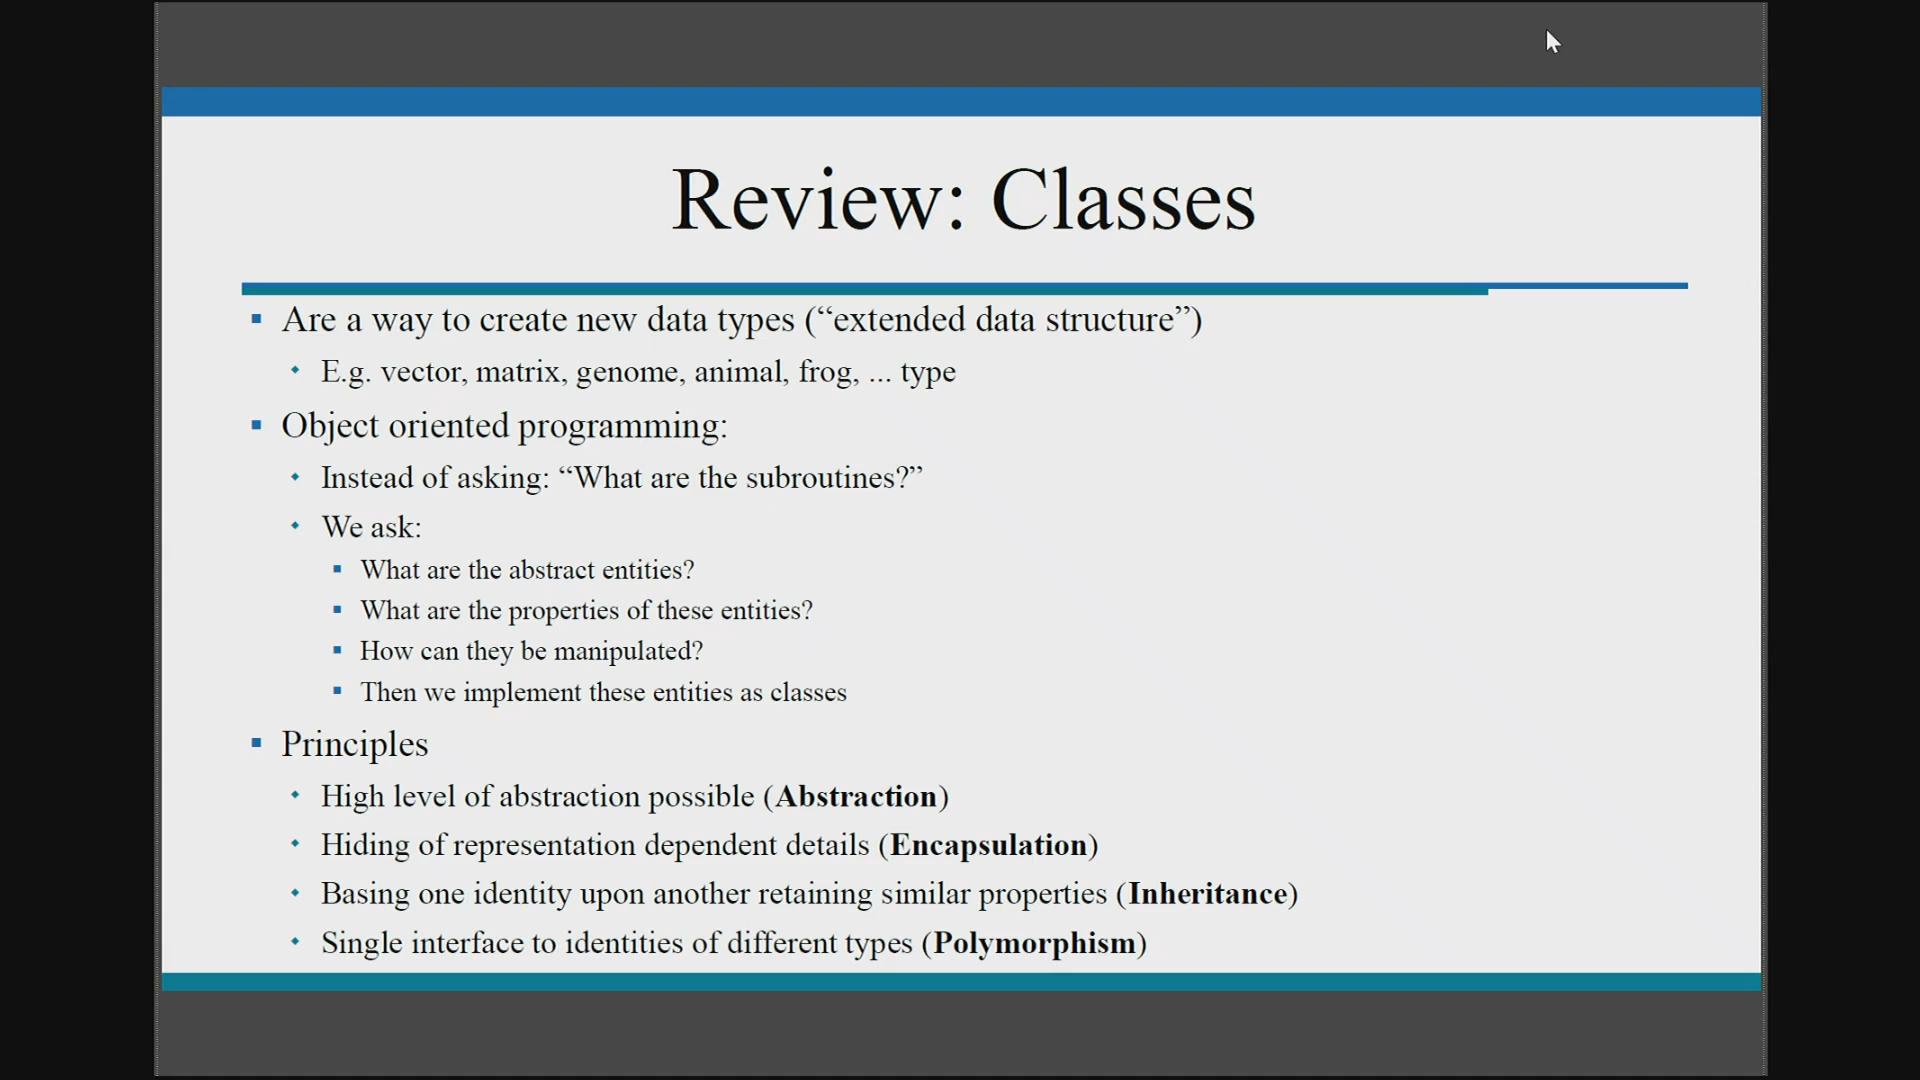 Review: Classes
Are a way to create new data types (“extended data structure”)
E.g. vector, matrix, genome, animal, frog, ... type
Object oriented programming:
Instead of asking: “What are the subroutines?”
We ask:
What are the abstract entities?
What are the properties of these entities?
How can they be manipulated?
Then we implement these entities as classes
Principles
High level of abstraction possible (Abstraction)
Hiding of representation dependent details (Encapsulation)
Basing one identity upon another retaining similar properties (Inheritance)
Single interface to identities of different types (Polymorphism)